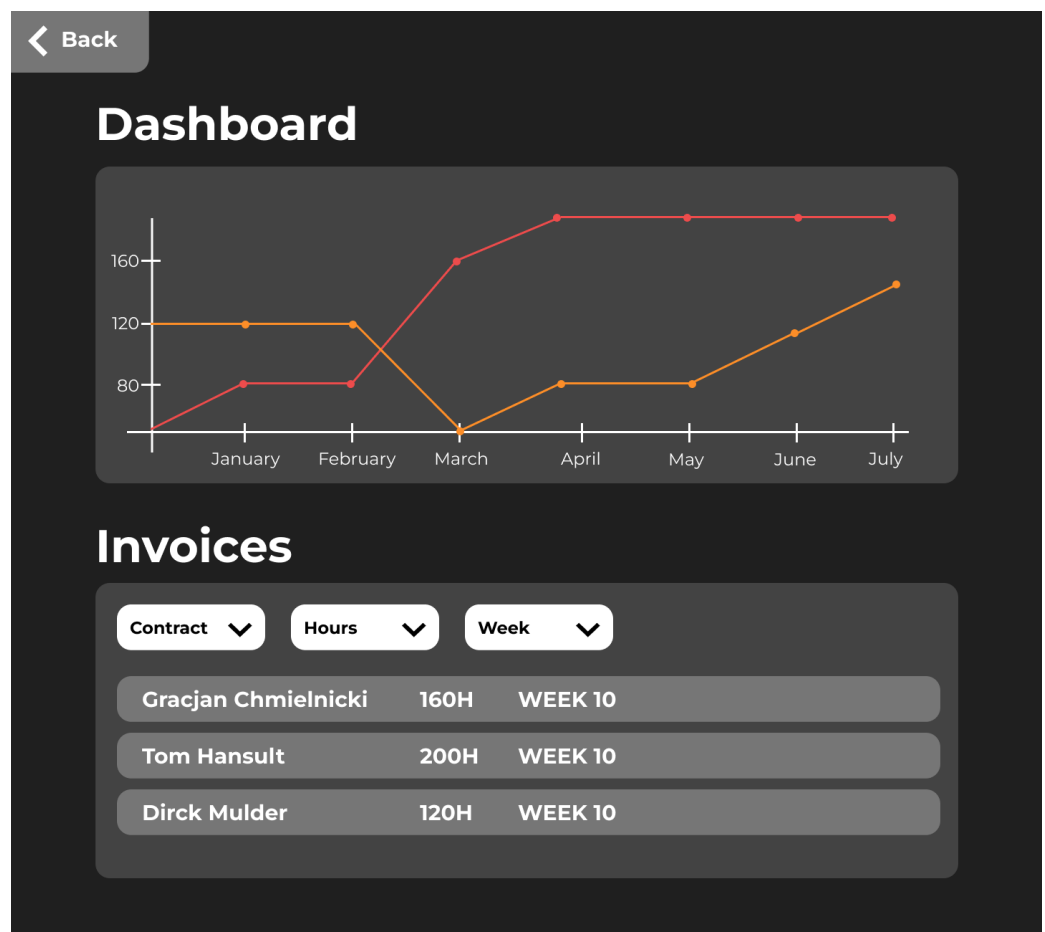 Back
Dashboard
160
120
80
January February March April May June July
Invoices
Contract Hours Week
Gracjan Chmielnicki 160H WEEK 10
Tom Hansult 200H WEEK 10
Dirck Mulder 120H WEEK 10